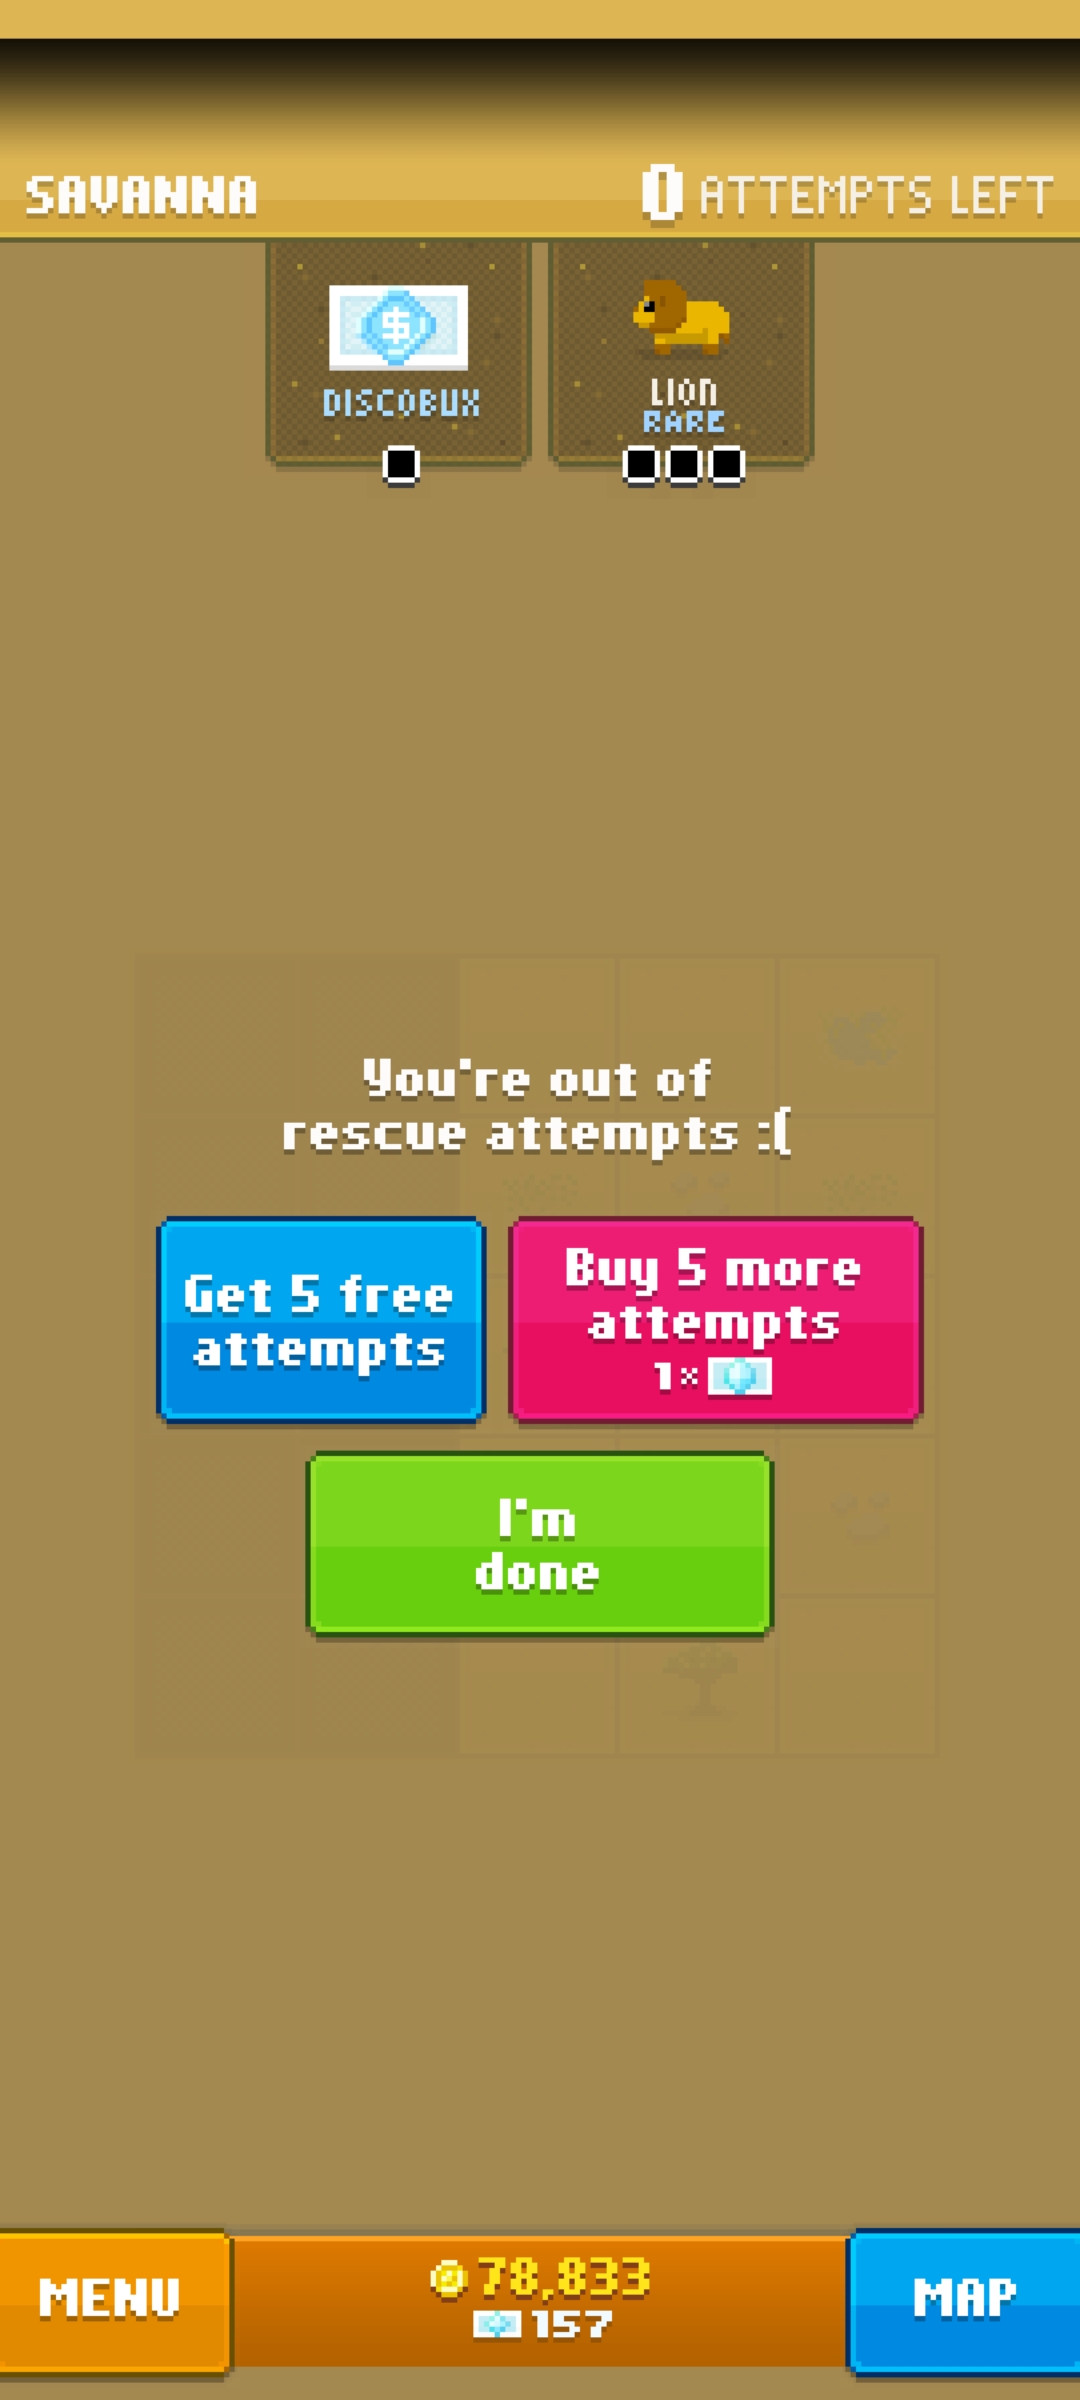 SAVANNA
0 ATTEMPTS LEFT
$
DISCOBUX
LION
RARE
You're out of
rescue attempts :(
Get 5 free
attempts
Buy 5 more
attempts
1×
I'm
done
MENU
78,833
157
MAP